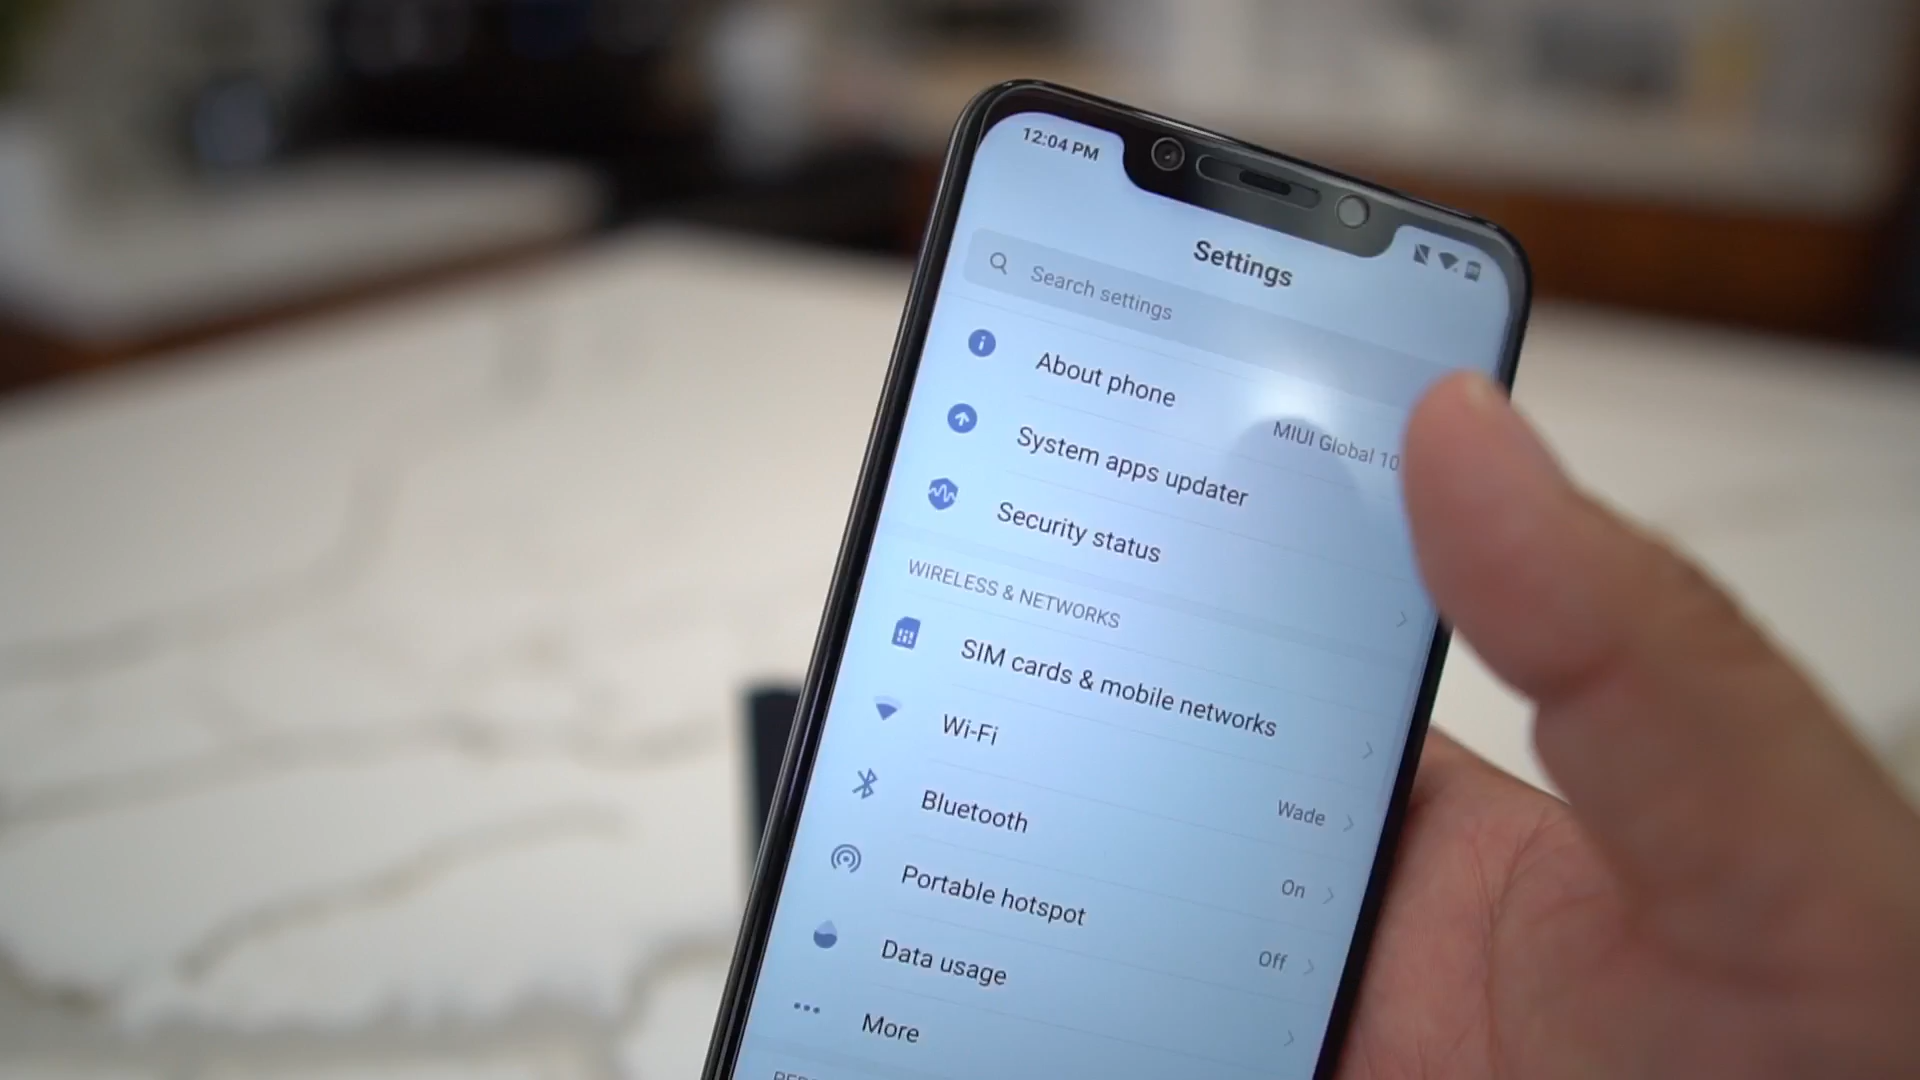 12:04 PM
Settings
Search settings
About phone
MIUI Global 10
System apps updater
Security status
WIRELESS & NETWORKS
SIM cards & mobile networks
Wi-Fi
Wade
Bluetooth
On
Portable hotspot
Off
Data usage
More